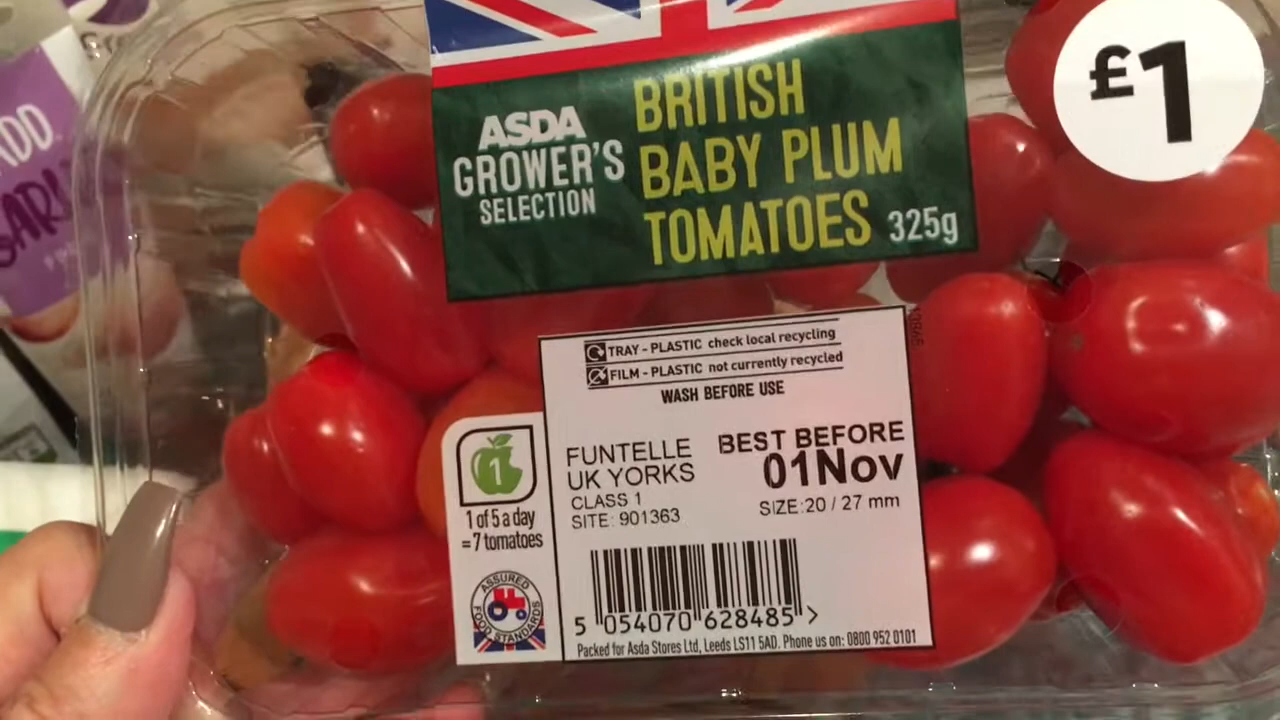 £1
BRITISH
BABY PLUM
TOMATOES 325g
ASDA
GROWER'S
SELECTION
TRAY - PLASTIC check local recycling
FILM - PLASTIC not currently recycled
WASH BEFORE USE
FUNTELLE
UK YORKS
CLASS 1
SITE: 901363
BEST BEFORE
01Nov
SIZE:20 / 27 mm
1
1 of 5 a day
= 7 tomatoes
ASSURED
FOOD STANDARDS
5 054070 628485 >
Packed for Asda Stores Ltd, Leeds LS11 5AD. Phone us on: 0800 952 0101